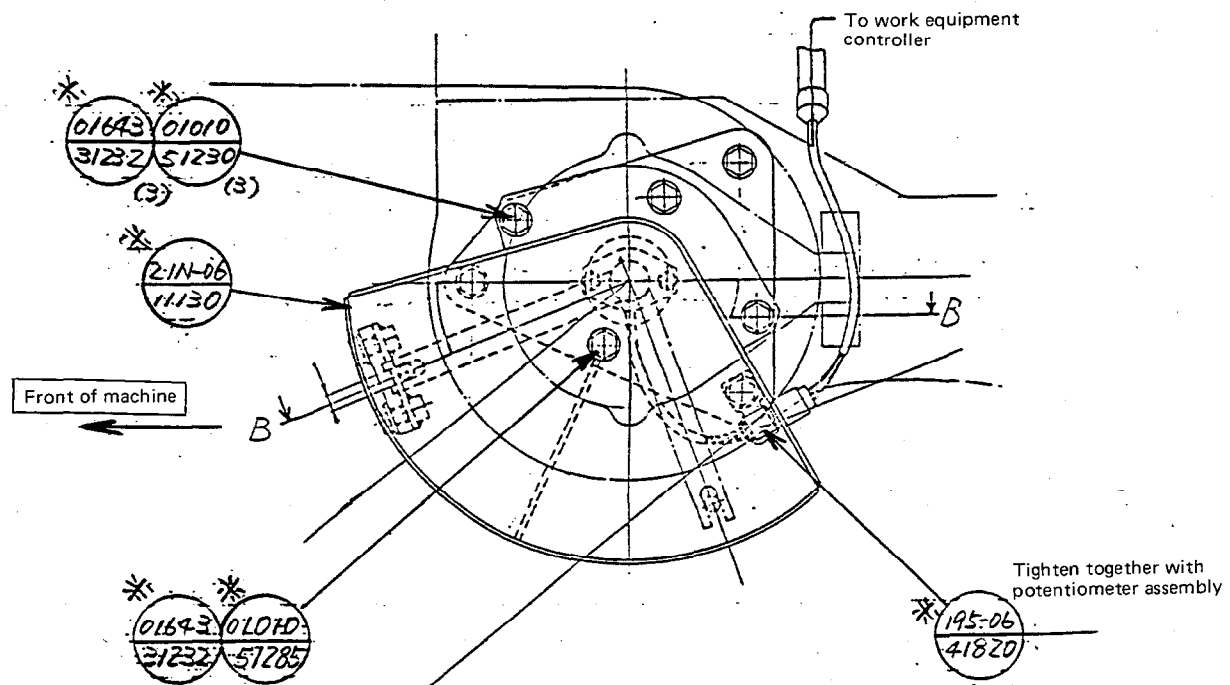 To work equipment
controller
※ ※
01643 01010
31232 51230
(3) (3)
※
21N-06
11130
B
Front of machine
B
Tighten together with
potentiometer assembly
※ ※
01643 01010
31232 51285
※
195-06
41820